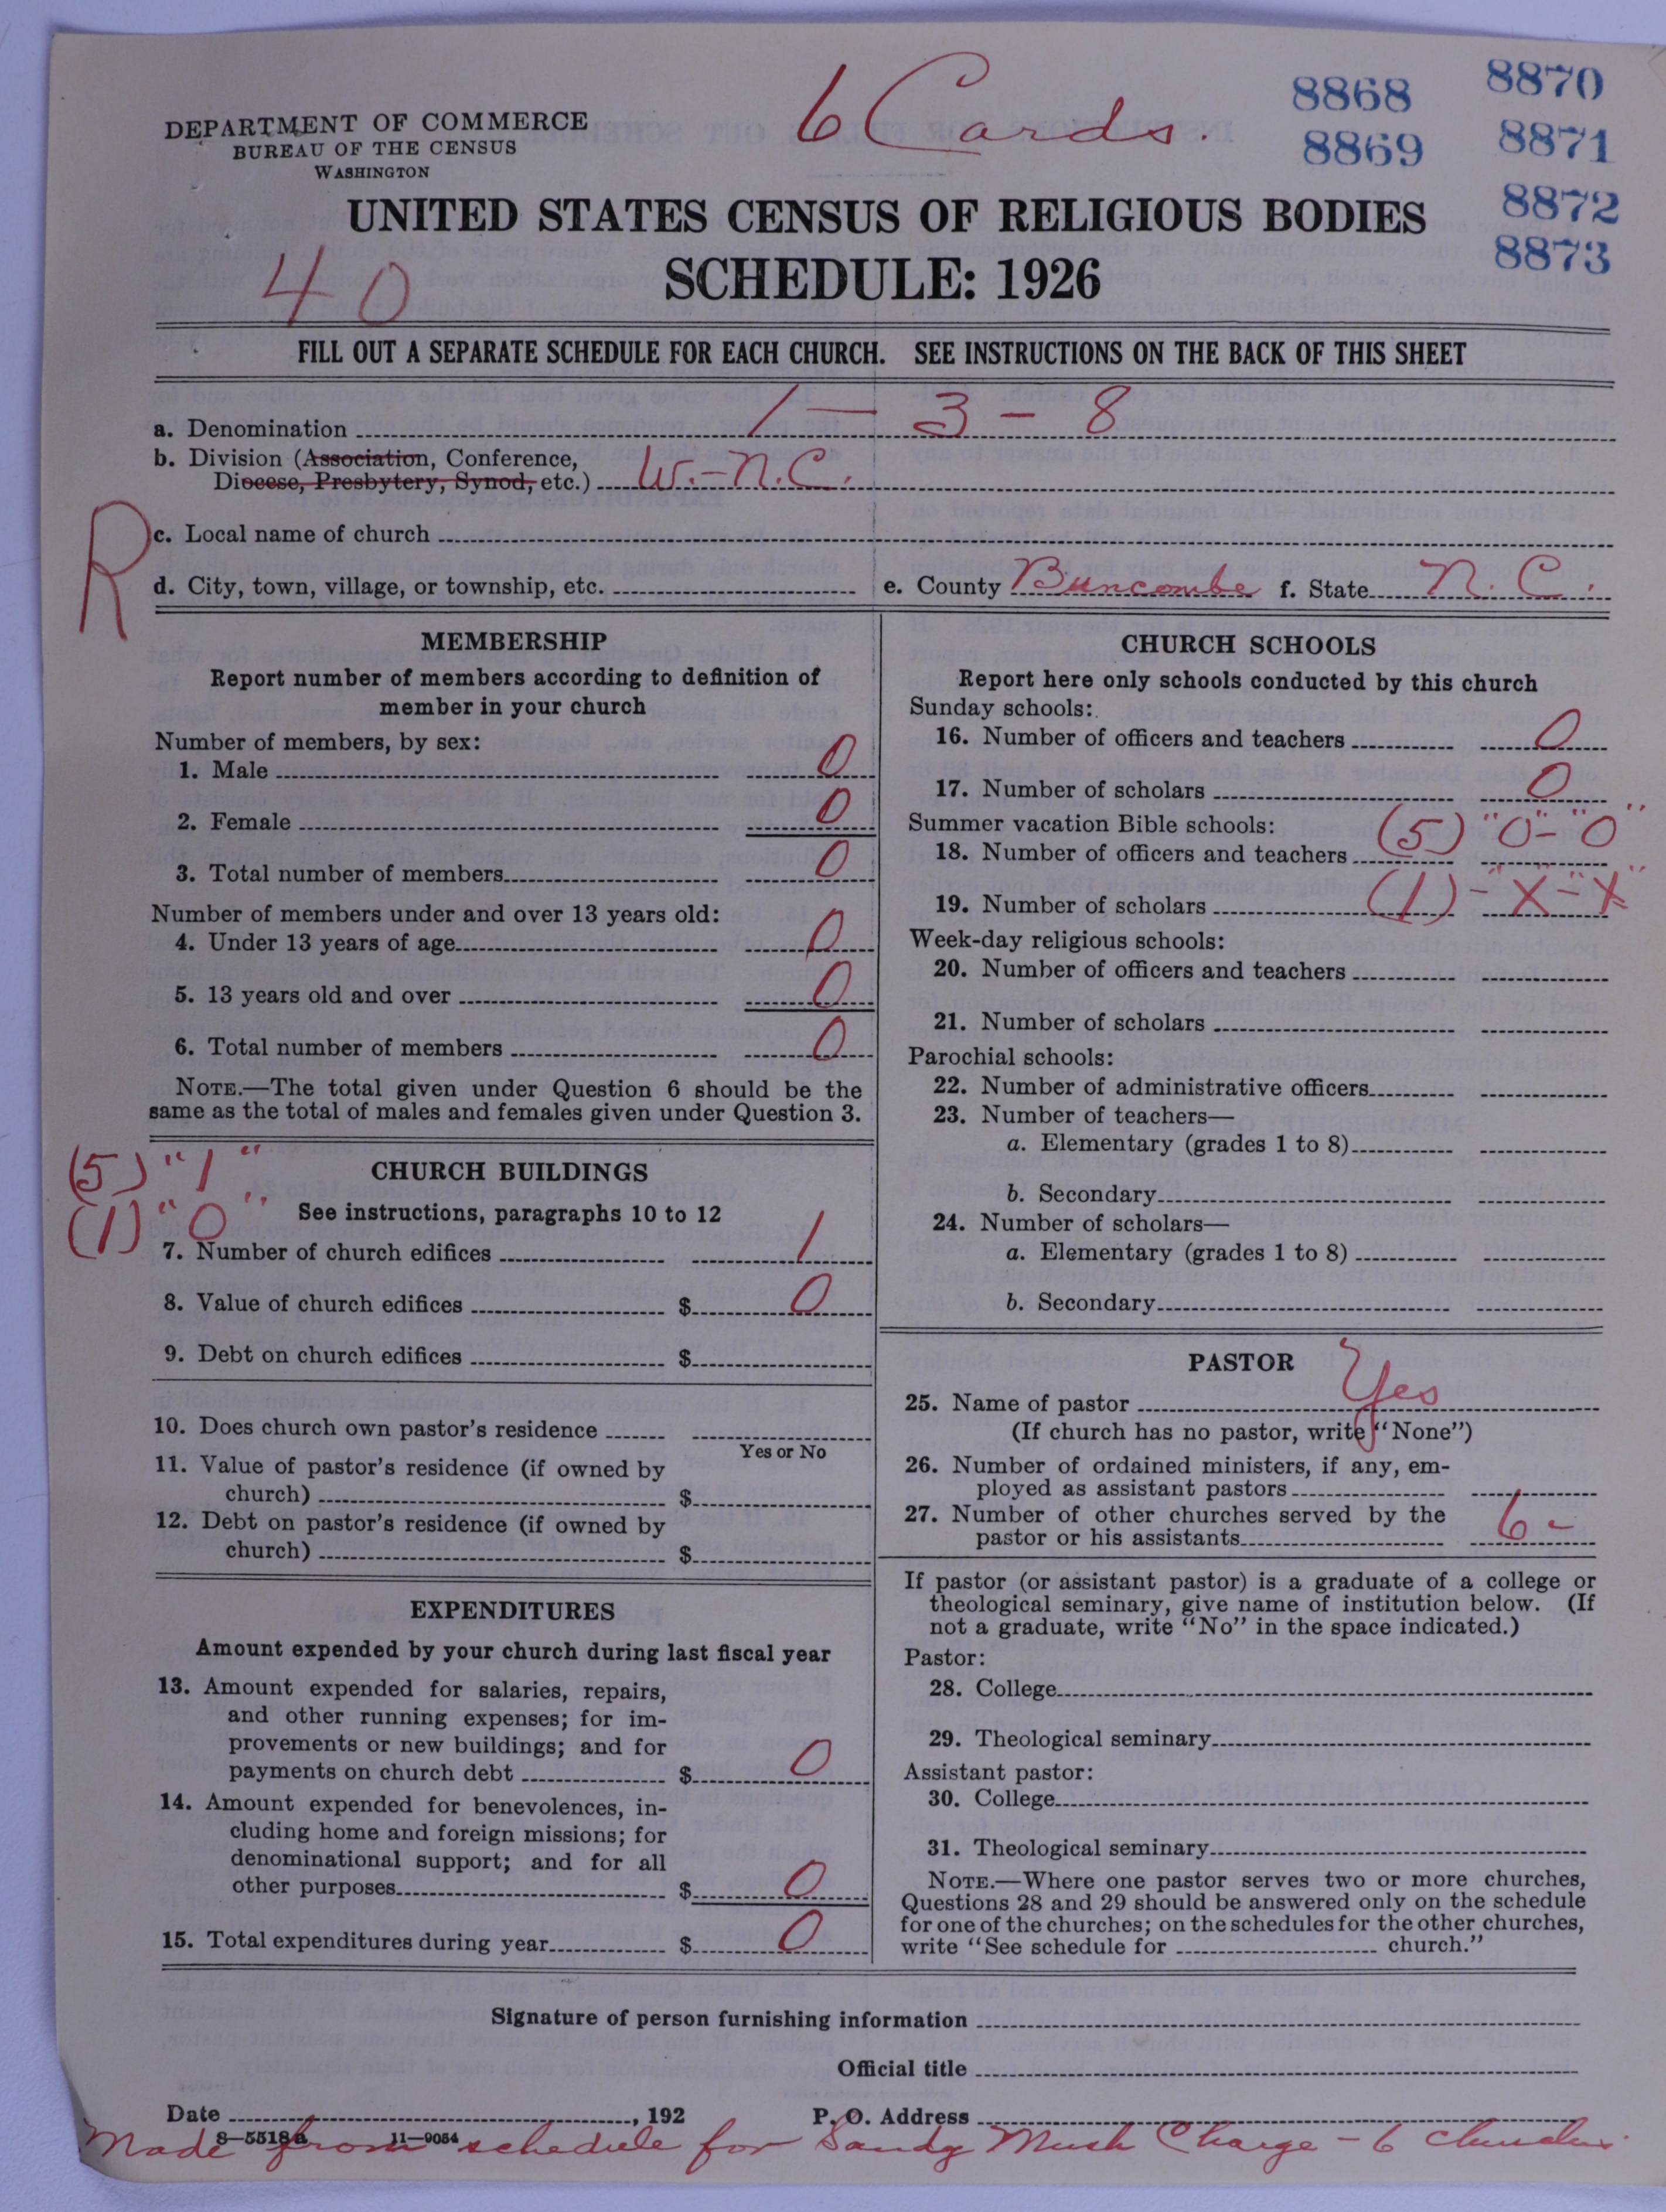 6 Cards.
8868 8870
8869 8871
8872
8873
DEPARTMENT OF COMMERCE
BUREAU OF THE CENSUS
WASHINGTON
UNITED STATES CENSUS OF RELIGIOUS BODIES
40
SCHEDULE: 1926
FILL OUT A SEPARATE SCHEDULE FOR EACH CHURCH. SEE INSTRUCTIONS ON THE BACK OF THIS SHEET
a. Denomination 1 - 3 - 8
b. Division (Association, Conference,
Diocese, Presbytery, Synod, etc.) W.-N.C.
R
c. Local name of church
d. City, town, village, or township, etc. e. County Buncombe f. State N.C.
MEMBERSHIP
Report number of members according to definition of
member in your church
Number of members, by sex:
1. Male 0
2. Female 0
3. Total number of members 0
Number of members under and over 13 years old:
4. Under 13 years of age 0
5. 13 years old and over 0
6. Total number of members 0
NOTE.—The total given under Question 6 should be the
same as the total of males and females given under Question 3.
(5) "1"
CHURCH BUILDINGS
(1) "0"
See instructions, paragraphs 10 to 12
7. Number of church edifices 1
8. Value of church edifices $ 0
9. Debt on church edifices $
10. Does church own pastor's residence
Yes or No
11. Value of pastor's residence (if owned by
church) $
12. Debt on pastor's residence (if owned by
church) $
EXPENDITURES
Amount expended by your church during last fiscal year
13. Amount expended for salaries, repairs,
and other running expenses; for im-
provements or new buildings; and for
payments on church debt $ 0
14. Amount expended for benevolences, in-
cluding home and foreign missions; for
denominational support; and for all
other purposes $ 0
15. Total expenditures during year $ 0
CHURCH SCHOOLS
Report here only schools conducted by this church
Sunday schools:
16. Number of officers and teachers 0
17. Number of scholars 0
Summer vacation Bible schools: (5) "0"-"0"
18. Number of officers and teachers
19. Number of scholars (1) - "X"-"X"
Week-day religious schools:
20. Number of officers and teachers
21. Number of scholars
Parochial schools:
22. Number of administrative officers
23. Number of teachers—
a. Elementary (grades 1 to 8)
b. Secondary
24. Number of scholars—
a. Elementary (grades 1 to 8)
b. Secondary
PASTOR
25. Name of pastor Yes
(If church has no pastor, write "None")
26. Number of ordained ministers, if any, em-
ployed as assistant pastors
27. Number of other churches served by the
pastor or his assistants 6-
If pastor (or assistant pastor) is a graduate of a college or
theological seminary, give name of institution below. (If
not a graduate, write "No" in the space indicated.)
Pastor:
28. College
29. Theological seminary
Assistant pastor:
30. College
31. Theological seminary
NOTE.—Where one pastor serves two or more churches,
Questions 28 and 29 should be answered only on the schedule
for one of the churches; on the schedules for the other churches,
write "See schedule for church."
Signature of person furnishing information
Official title
Date , 192 P. O. Address
8—5518a 11—9054
Made from schedule for Sandy Mush Charge - 6 churches.